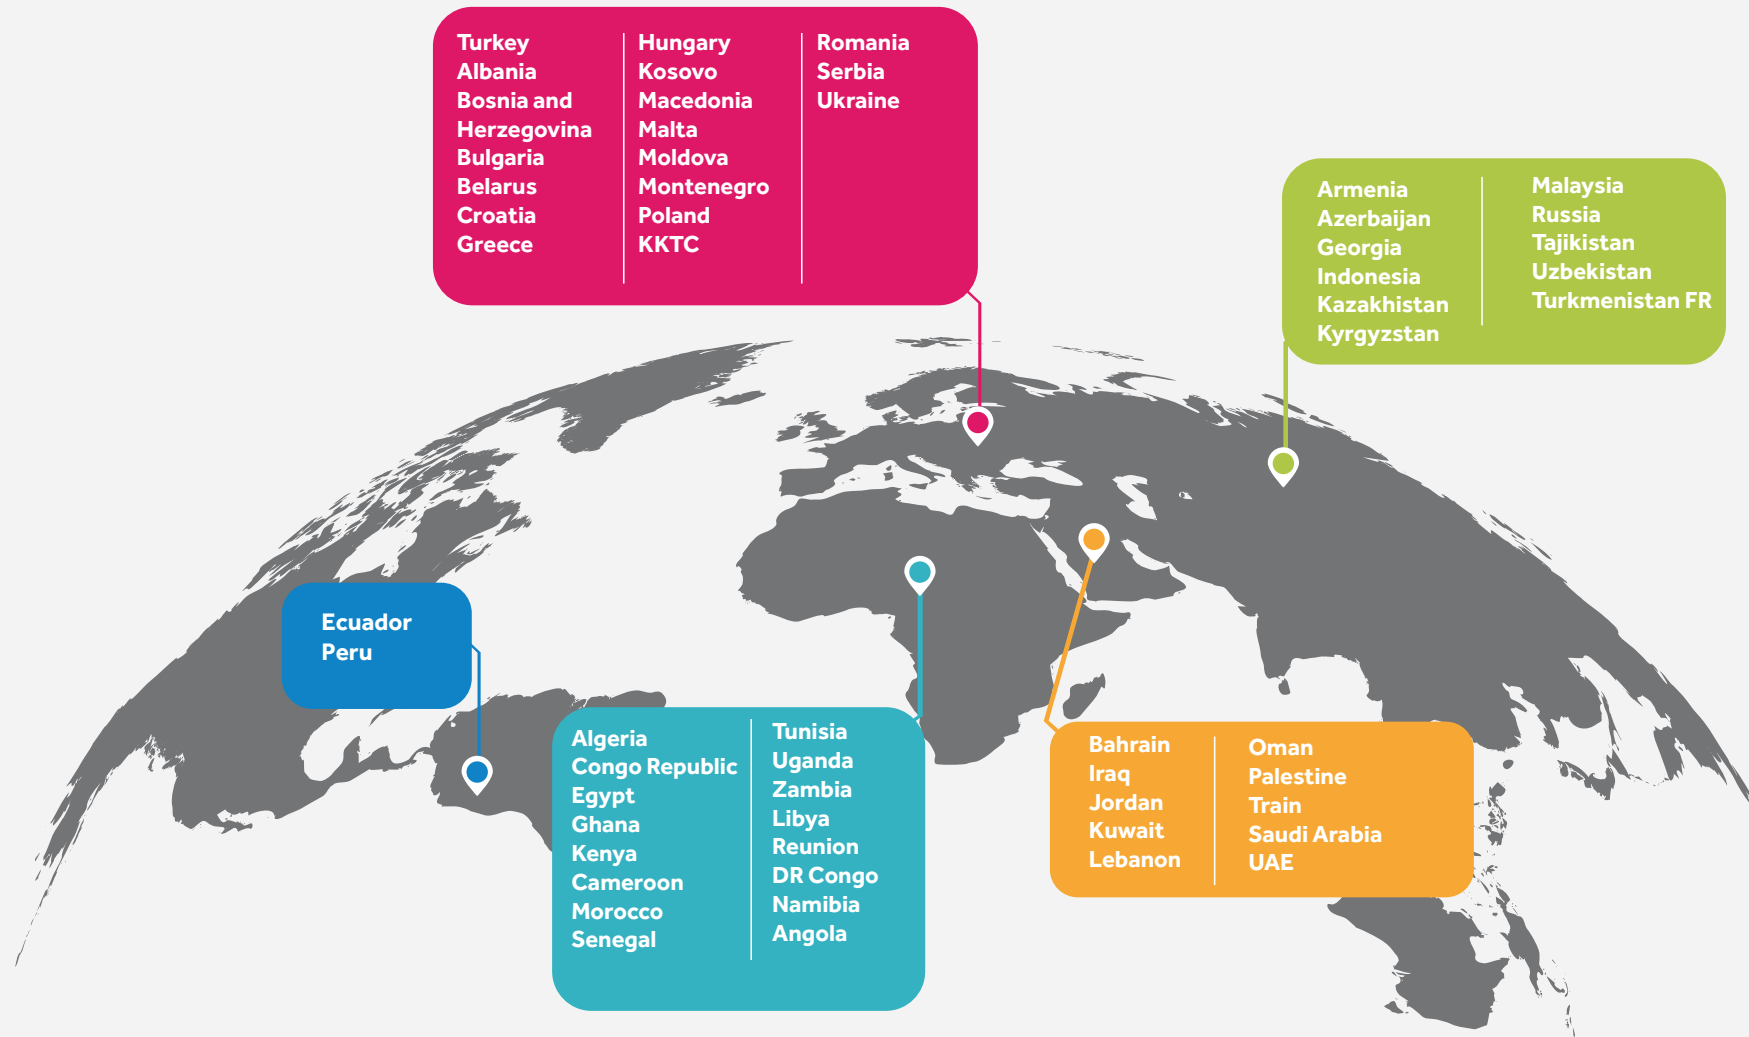 Turkey
Albania
Bosnia and
Herzegovina
Bulgaria
Belarus
Croatia
Greece
Hungary
Kosovo
Macedonia
Malta
Moldova
Montenegro
Poland
KKTC
Romania
Serbia
Ukraine
Armenia
Azerbaijan
Georgia
Indonesia
Kazakhistan
Kyrgyzstan
Malaysia
Russia
Tajikistan
Uzbekistan
Turkmenistan FR
Ecuador
Peru
Algeria
Congo Republic
Egypt
Ghana
Kenya
Cameroon
Morocco
Senegal
Tunisia
Uganda
Zambia
Libya
Reunion
DR Congo
Namibia
Angola
Bahrain
Iraq
Jordan
Kuwait
Lebanon
Oman
Palestine
Train
Saudi Arabia
UAE